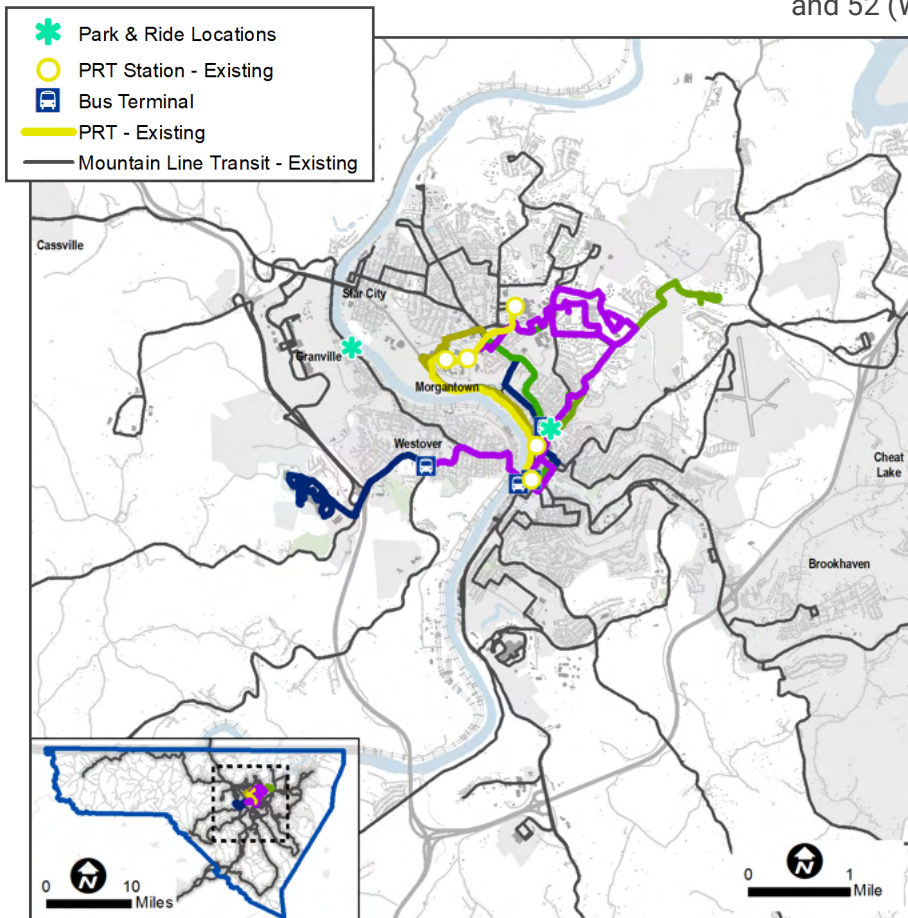 and 52 (W
Park & Ride Locations
PRT Station - Existing
Bus Terminal
PRT - Existing
Mountain Line Transit - Existing
Cassville
Star City
Granville
Morgantown
Westover
Cheat
Lake
Brookhaven
N
0 10
Miles
N
0 1
Mile